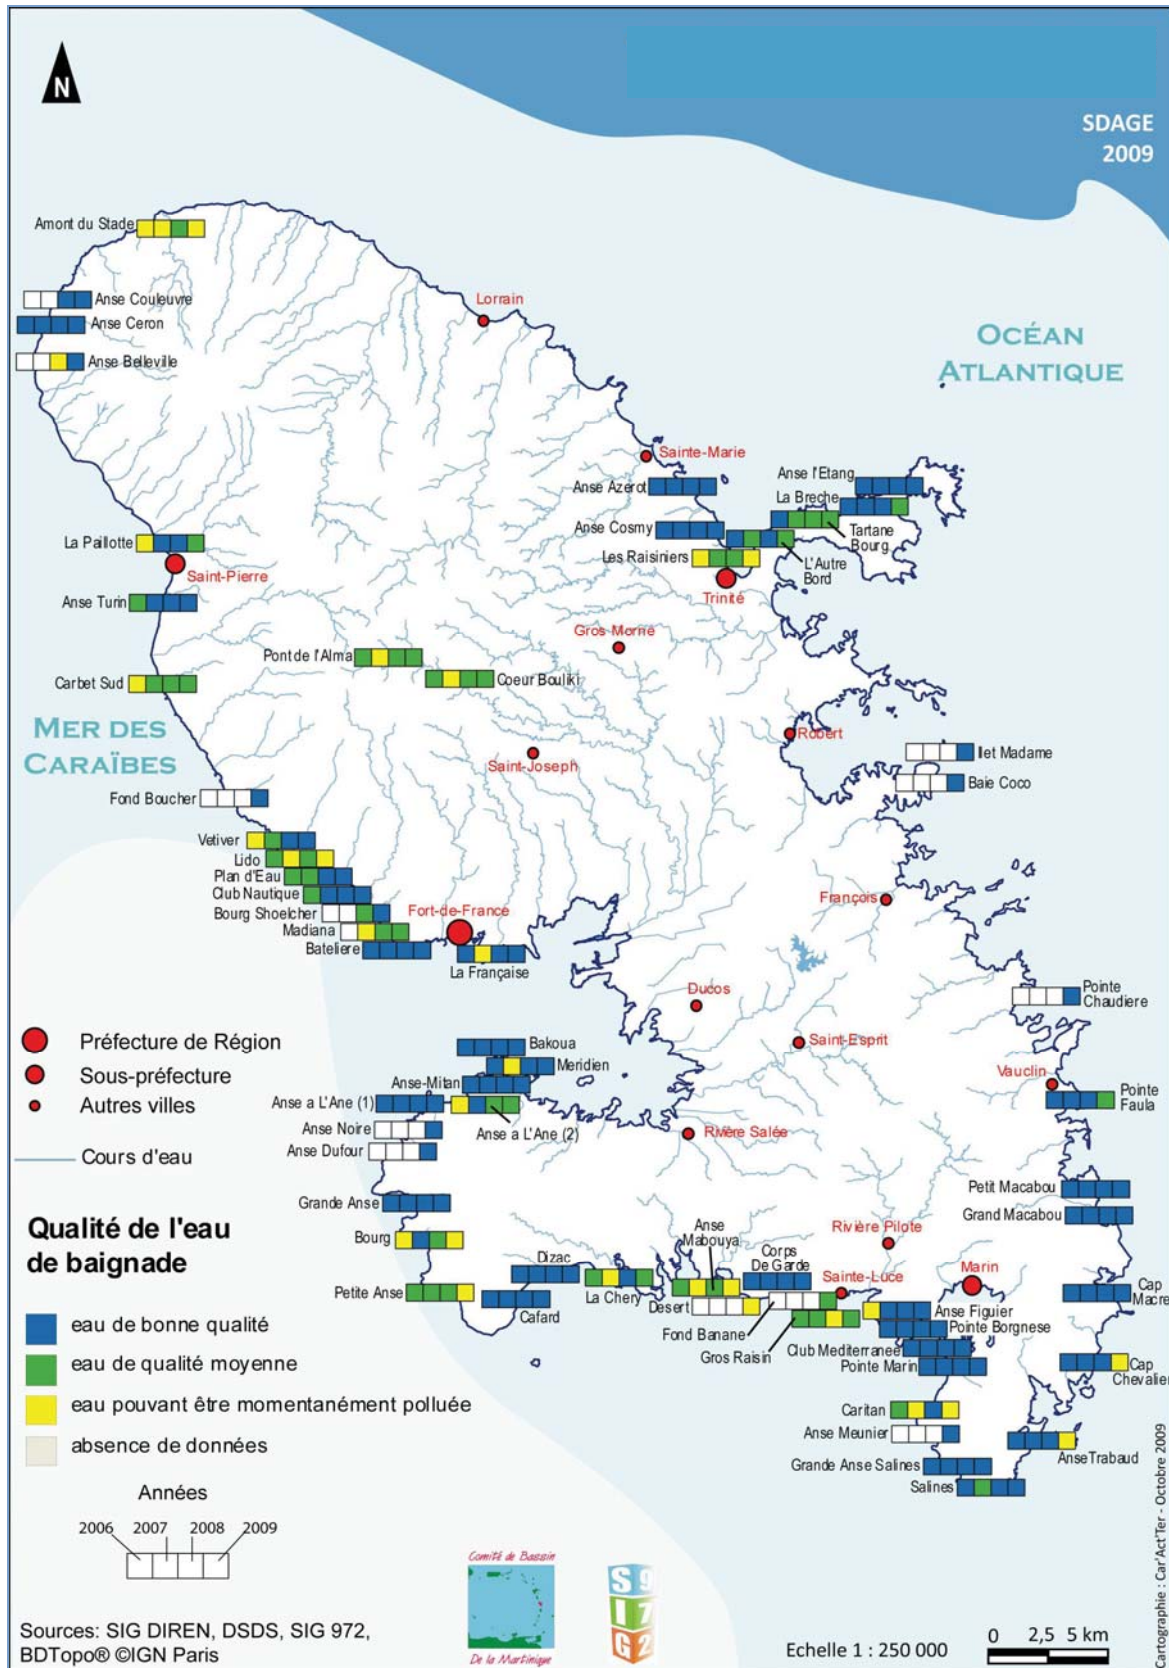 N
SDAGE
2009
Amont du Stade
Anse Couleuvre
Anse Ceron
Anse Belleville
Lorrain
OCÉAN
ATLANTIQUE
Sainte-Marie
Anse Azerot
Anse l'Etang
La Breche
Anse Cosmy
Tartane
Bourg
La Paillotte
Les Raisiniers
L'Autre
Bord
Saint-Pierre
Trinité
Anse Turin
Gros Morne
Pont de l'Alma
Coeur Bouliki
Carbet Sud
MER DES
CARAÏBES
Robert
Saint-Joseph
Ilet Madame
Baie Coco
Fond Boucher
Vetiver
Lido
Plan d'Eau
Club Nautique
Bourg Shoelcher
Madiana
Bateliere
Fort-de-France
La Française
François
Ducos
Pointe
Chaudiere
Saint-Esprit
Vauclin
Pointe
Faula
Préfecture de Région
Sous-préfecture
Autres villes
Cours d'eau
Bakoua
Meridien
Anse-Mitan
Anse a L'Ane (1)
Anse a L'Ane (2)
Anse Noire
Anse Dufour
Rivière Salée
Grande Anse
Petit Macabou
Grand Macabou
Bourg
Anse
Mabouya
Rivière Pilote
Dizac
Corps
De Garde
Marin
Petite Anse
La Chery
Sainte-Luce
Cap
Macre
Cafard
Desert
Fond Banane
Gros Raisin
Anse Figuier
Pointe Borgnese
Club Mediterranee
Pointe Marin
Cap
Chevalier
Caritan
Anse Meunier
Anse Trabaud
Grande Anse Salines
Salines
Qualité de l'eau
de baignade
eau de bonne qualité
eau de qualité moyenne
eau pouvant être momentanément polluée
absence de données
Années
2006 2007 2008 2009
Comité de Bassin
De la Martinique
S 9
I 7
G 2
Sources: SIG DIREN, DSDS, SIG 972,
BDTopo® ©IGN Paris
Echelle 1 : 250 000
0 2,5 5 km
Cartographie : Car'Act'Ter - Octobre 2009